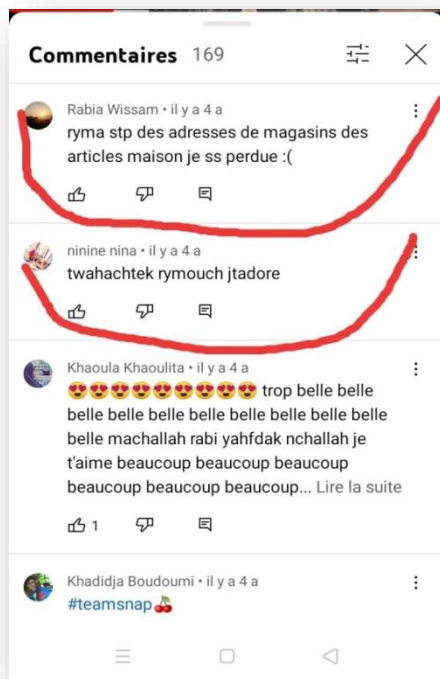 Commentaires 169
Rabia Wissam • il y a 4 a
ryma stp des adresses de magasins des
articles maison je ss perdue :(
ninine nina • il y a 4 a
twahachtek rymouch jtadore
Khaoula Khaoulita • il y a 4 a
😍😍😍😍😍😍😍😍😍 trop belle belle
belle belle belle belle belle belle belle belle
belle machallah rabi yahfdak nchallah je
t'aime beaucoup beaucoup beaucoup
beaucoup beaucoup beaucoup... Lire la suite
1
Khadidja Boudoumi • il y a 4 a
#teamsnap🍒